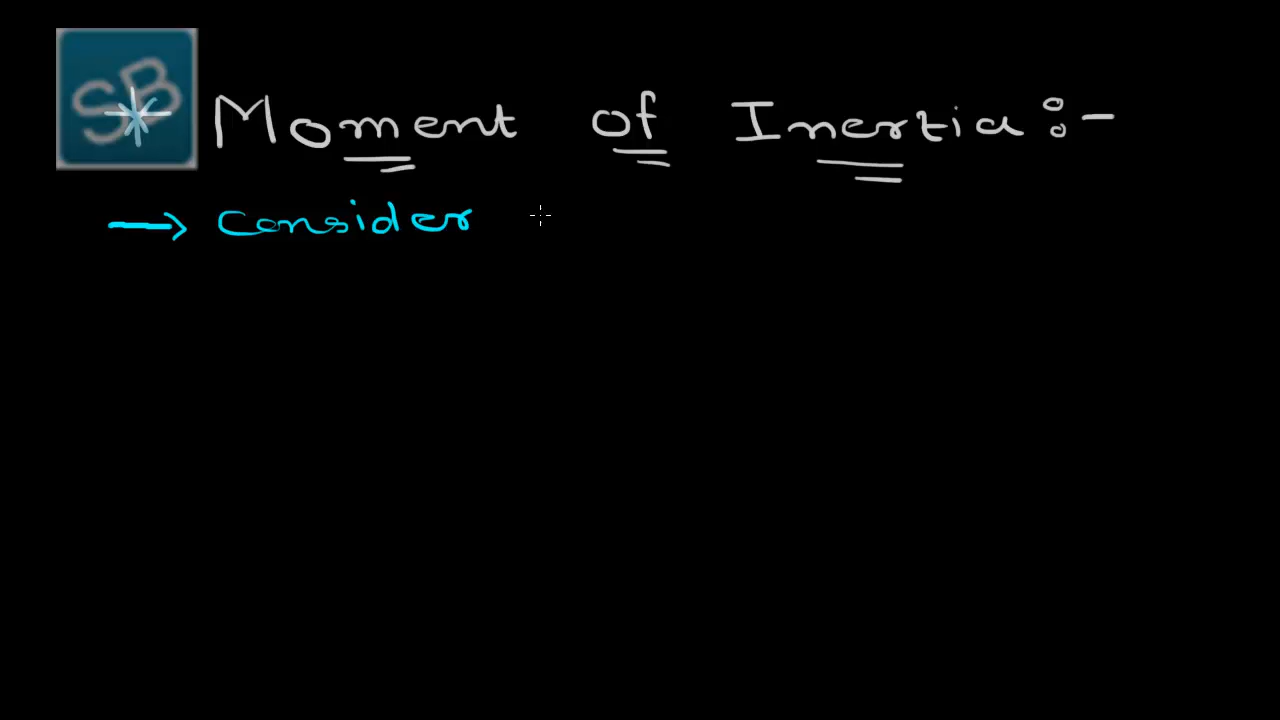 SB
Moment of Inertia :-
→ Consider